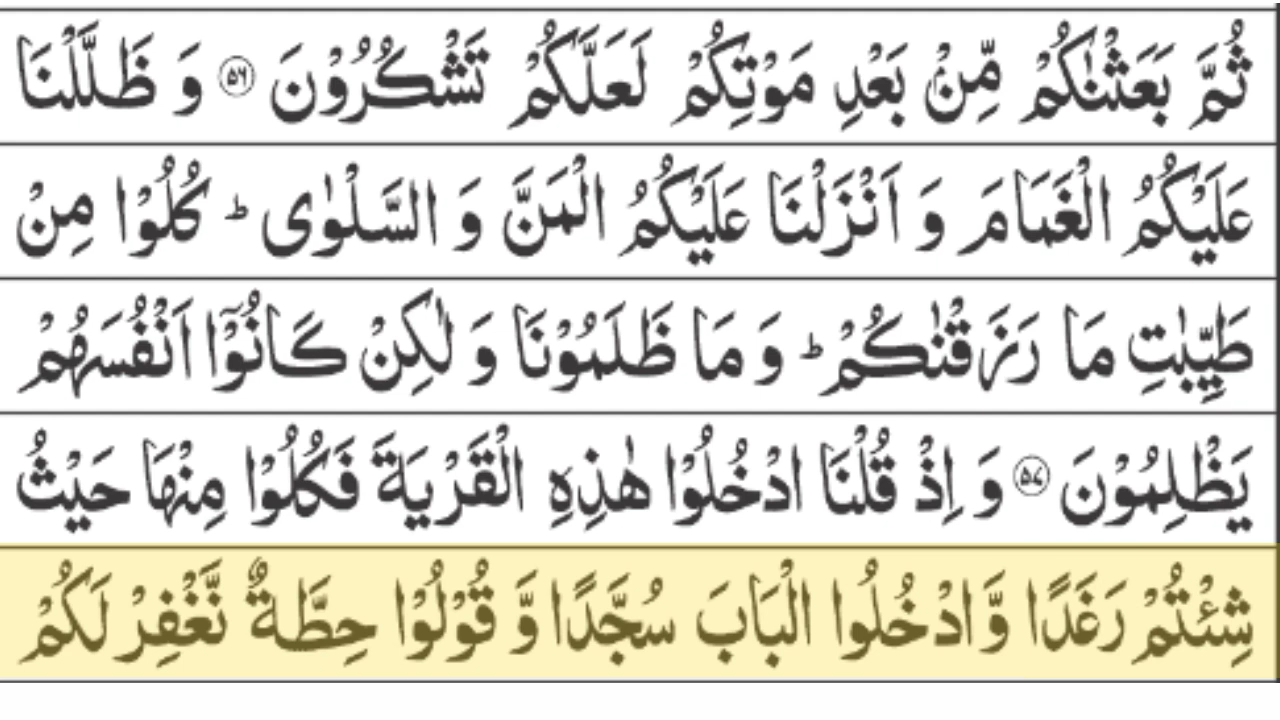 ثُمَّ بَعَثْنٰكُمْ مِّنْۢ بَعْدِ مَوْتِكُمْ لَعَلَّكُمْ تَشْكُرُوْنَ ﴿۵۶﴾ وَ ظَلَّلْنَا
عَلَيْكُمُ الْغَمَامَ وَ اَنْزَلْنَا عَلَيْكُمُ الْمَنَّ وَ السَّلْوٰى ؕ كُلُوْا مِنْ
طَيِّبٰتِ مَا رَزَقْنٰكُمْ ؕ وَ مَا ظَلَمُوْنَا وَ لٰكِنْ كَانُوْۤا اَنْفُسَهُمْ
يَظْلِمُوْنَ ﴿۵۷﴾ وَ اِذْ قُلْنَا ادْخُلُوْا هٰذِهِ الْقَرْيَةَ فَكُلُوْا مِنْهَا حَيْثُ
شِئْتُمْ رَغَدًا وَّ ادْخُلُوا الْبَابَ سُجَّدًا وَّ قُوْلُوْا حِطَّةٌ نَّغْفِرْ لَكُمْ